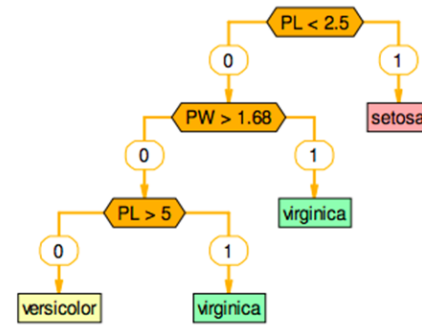 PL < 2.5
0
1
PW > 1.68
setosa
0
1
PL > 5
virginica
0
1
versicolor
virginica